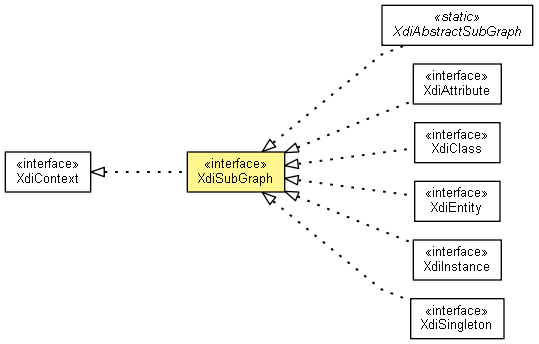 «static»
XdiAbstractSubGraph
«interface»
XdiAttribute
«interface»
XdiClass
«interface»
XdiContext
«interface»
XdiSubGraph
«interface»
XdiEntity
«interface»
XdiInstance
«interface»
XdiSingleton